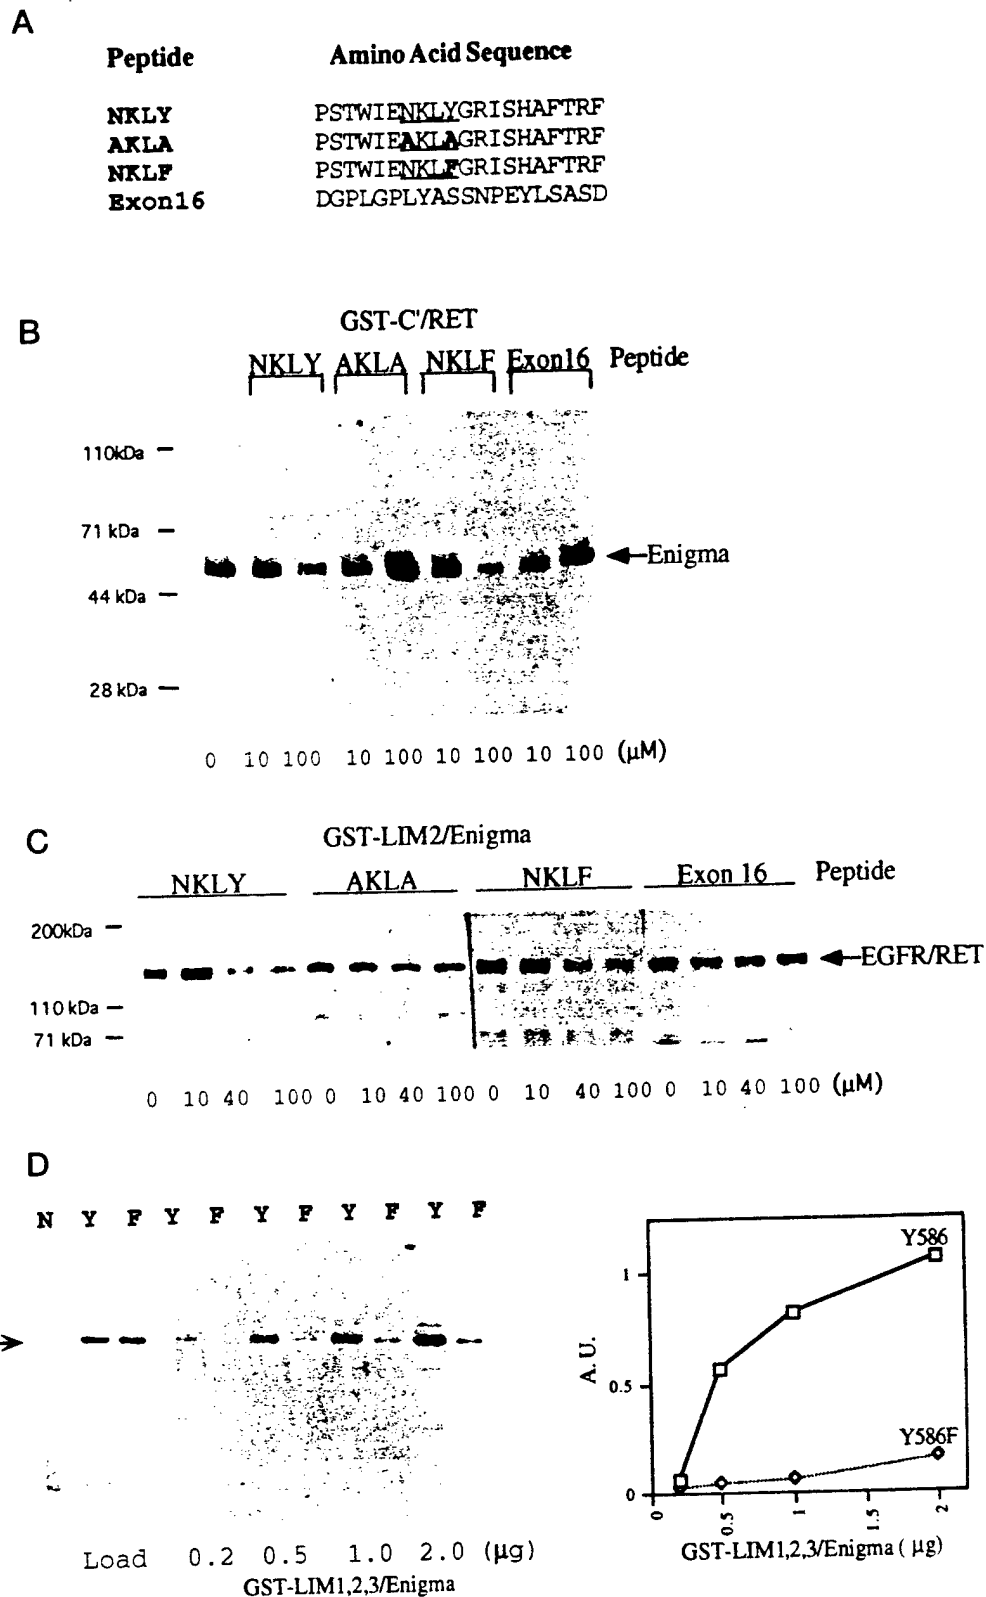 A
Peptide Amino Acid Sequence
NKLY PSTWIENKLYGRISHAFTRF
AKLA PSTWIEAKLAGRISHAFTRF
NKLF PSTWIENKLFGRISHAFTRF
Exon16 DGPLGPLYASSNPEYLSASD
B
GST-C'/RET
NKLY AKLA NKLF Exon16 Peptide
110kDa
71 kDa
Enigma
44 kDa
28 kDa
0 10 100 10 100 10 100 10 100 (µM)
C
GST-LIM2/Enigma
NKLY AKLA NKLF Exon 16 Peptide
200kDa
EGFR/RET
110 kDa
71 kDa
0 10 40 100 0 10 40 100 0 10 40 100 0 10 40 100 (µM)
D
N Y F Y F Y F Y F Y F
Load 0.2 0.5 1.0 2.0 (µg)
GST-LIM1,2,3/Enigma
Y586
1
A.U.
0.5
Y586F
0
0 0.5 1 1.5 2
GST-LIM1,2,3/Enigma ( µg)